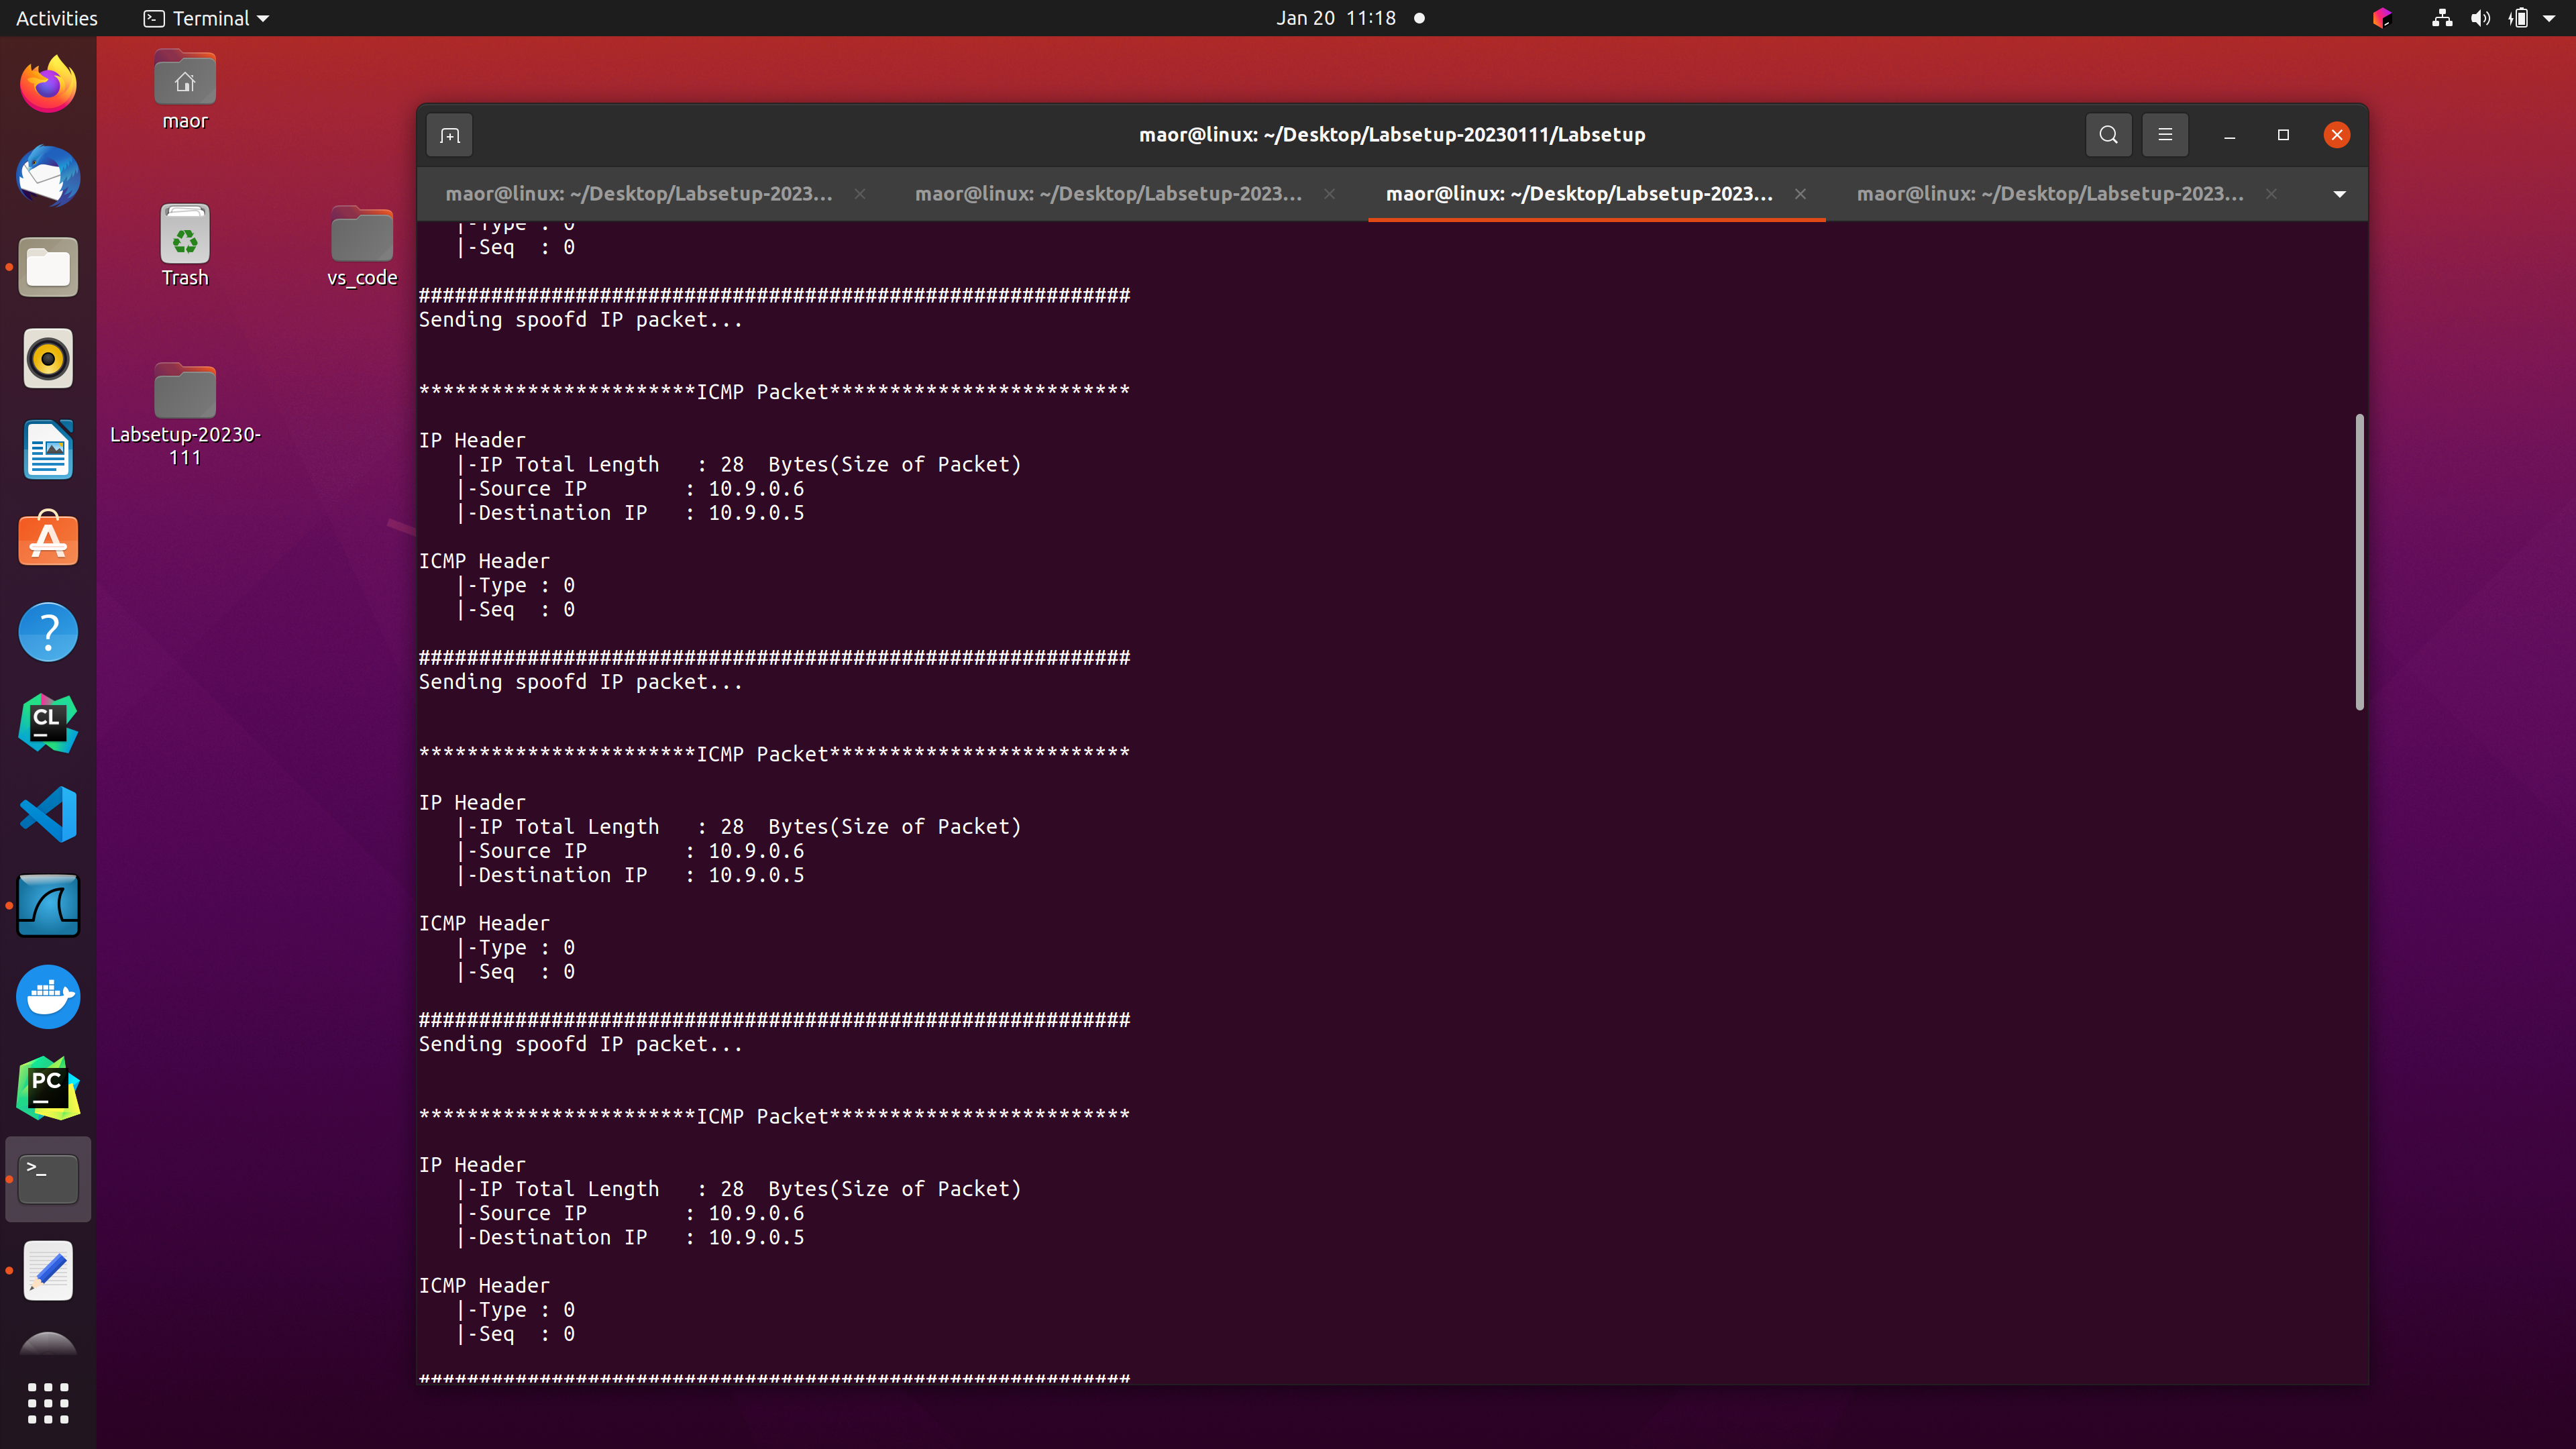 Activities
Terminal
Jan 20 11:18
maor
Trash
vs_code
Labsetup-20230-
111
maor@linux: ~/Desktop/Labsetup-20230111/Labsetup
maor@linux: ~/Desktop/Labsetup-2023...
maor@linux: ~/Desktop/Labsetup-2023...
maor@linux: ~/Desktop/Labsetup-2023...
maor@linux: ~/Desktop/Labsetup-2023...
|-Type : 0
|-Seq  : 0
###########################################################
Sending spoofd IP packet...
***********************ICMP Packet*************************
IP Header
|-IP Total Length   : 28  Bytes(Size of Packet)
|-Source IP        : 10.9.0.6
|-Destination IP   : 10.9.0.5
ICMP Header
|-Type : 0
|-Seq  : 0
###########################################################
Sending spoofd IP packet...
***********************ICMP Packet*************************
IP Header
|-IP Total Length   : 28  Bytes(Size of Packet)
|-Source IP        : 10.9.0.6
|-Destination IP   : 10.9.0.5
ICMP Header
|-Type : 0
|-Seq  : 0
###########################################################
Sending spoofd IP packet...
***********************ICMP Packet*************************
IP Header
|-IP Total Length   : 28  Bytes(Size of Packet)
|-Source IP        : 10.9.0.6
|-Destination IP   : 10.9.0.5
ICMP Header
|-Type : 0
|-Seq  : 0
###########################################################
CL
PC
>_